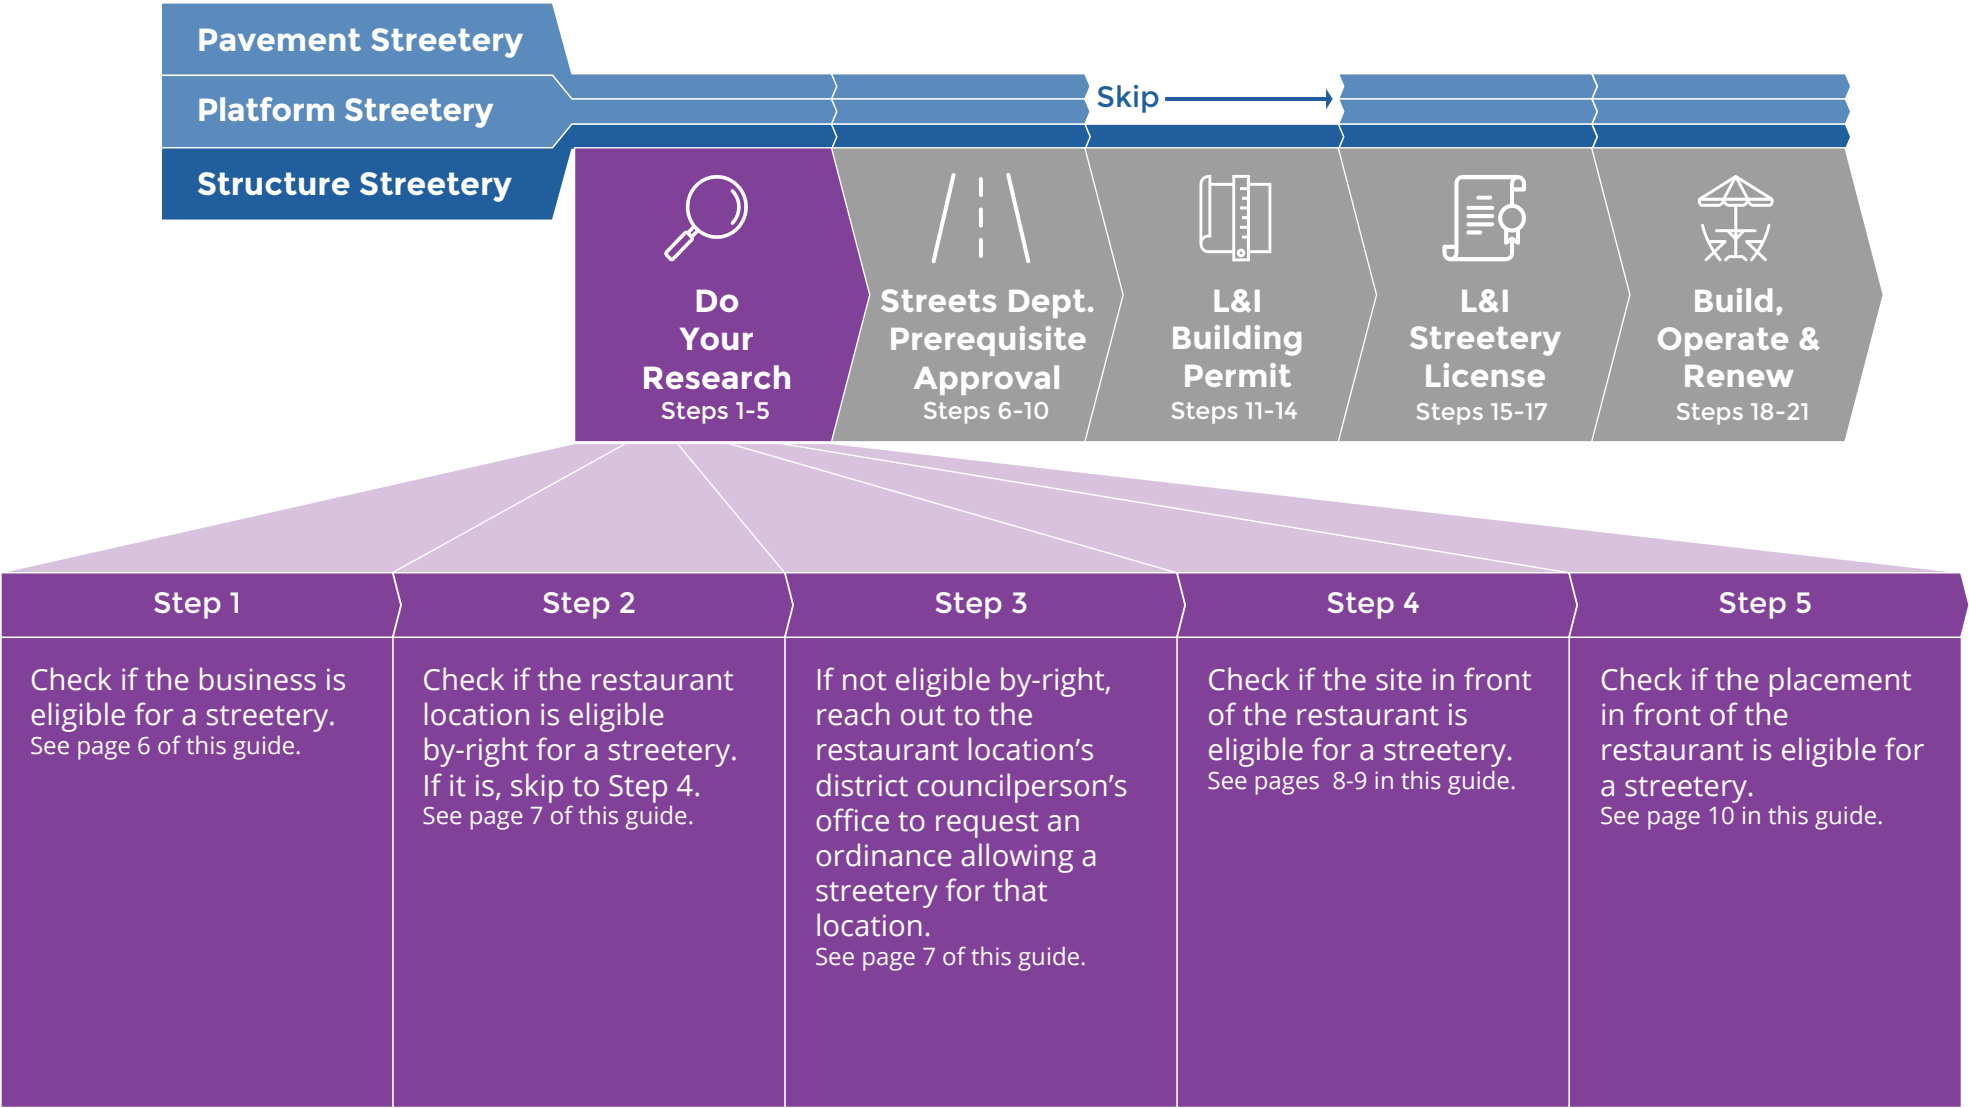 Pavement Streetery
Platform Streetery
Structure Streetery
Skip
Do
Your
Research
Steps 1-5
Streets Dept.
Prerequisite
Approval
Steps 6-10
L&I
Building
Permit
Steps 11-14
L&I
Streetery
License
Steps 15-17
Build,
Operate &
Renew
Steps 18-21
Step 1
Check if the business is
eligible for a streetery.
See page 6 of this guide.
Step 2
Check if the restaurant
location is eligible
by-right for a streetery.
If it is, skip to Step 4.
See page 7 of this guide.
Step 3
If not eligible by-right,
reach out to the
restaurant location's
district councilperson's
office to request an
ordinance allowing a
streetery for that
location.
See page 7 of this guide.
Step 4
Check if the site in front
of the restaurant is
eligible for a streetery.
See pages  8-9 in this guide.
Step 5
Check if the placement
in front of the
restaurant is eligible for
a streetery.
See page 10 in this guide.